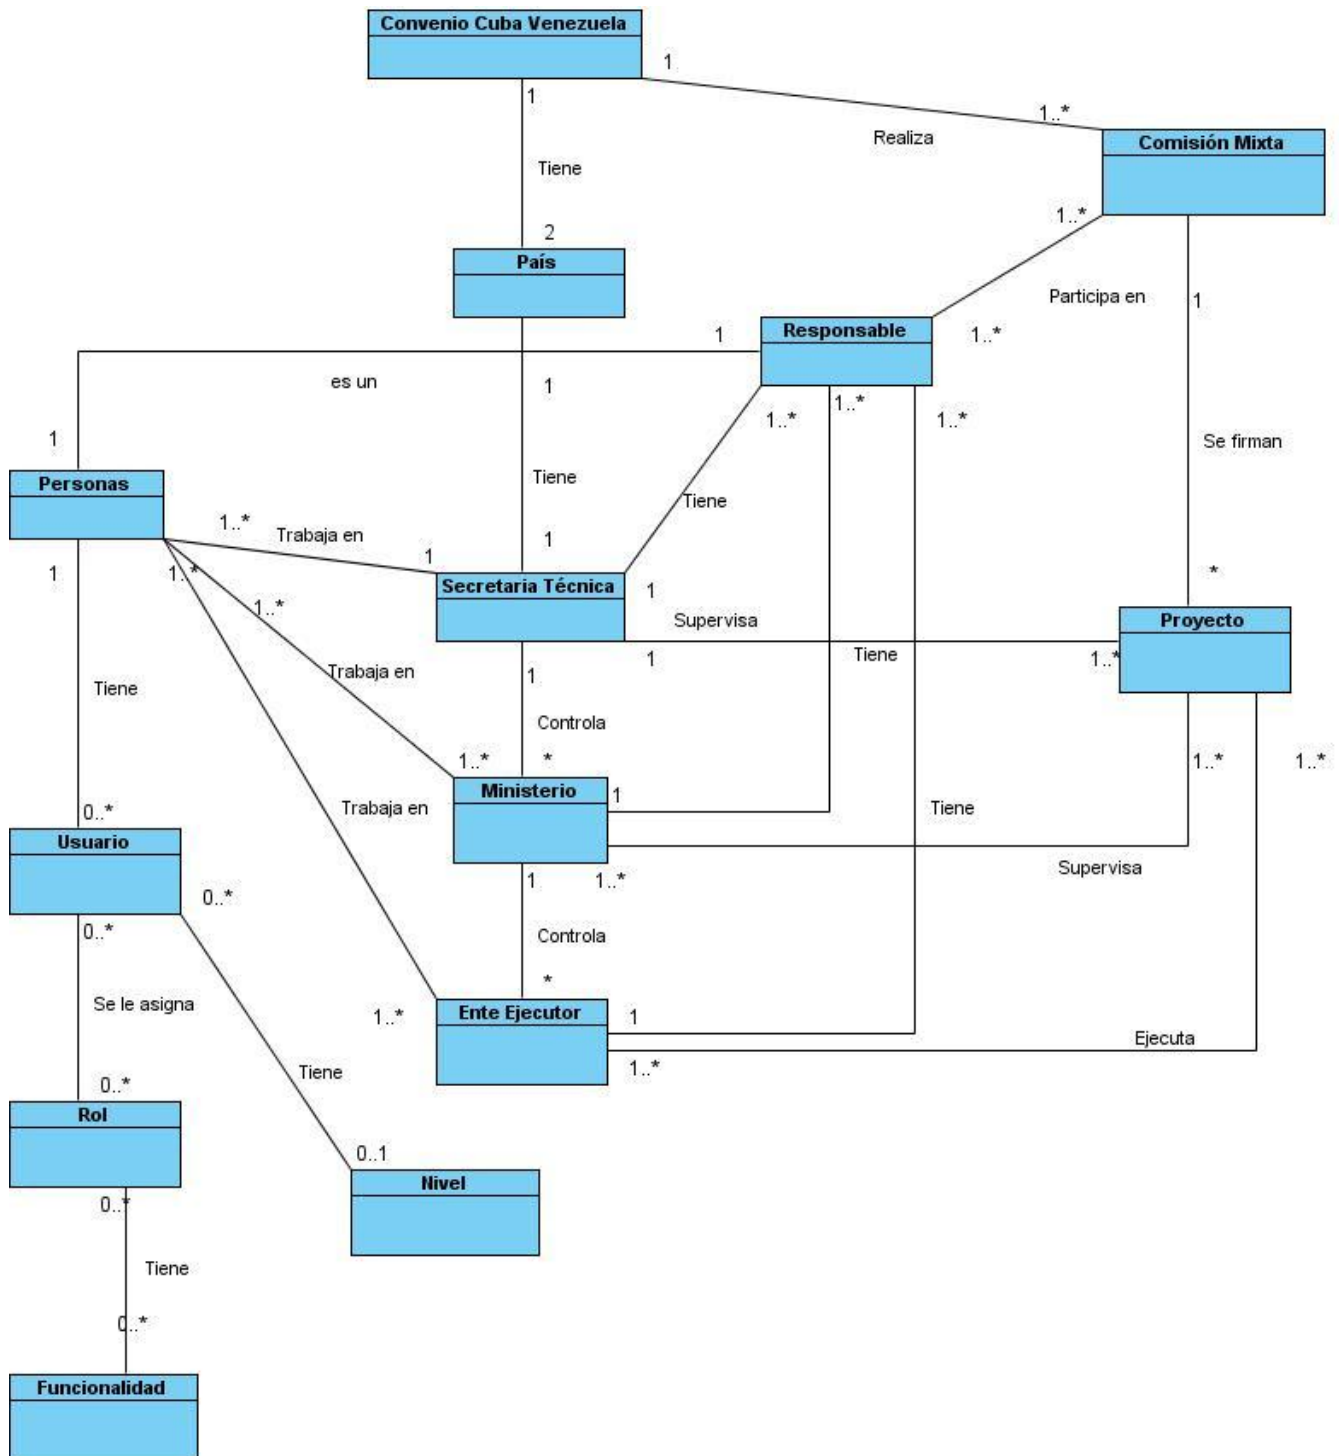 Convenio Cuba Venezuela
1
1
1..*
Realiza
Comisión Mixta
Tiene
1..*
2
País
Participa en
1
Responsable
1
1..*
es un
1
1..*
1..*
1..*
1
Se firman
Personas
Tiene
Tiene
1..*
Trabaja en
1
1
1
1..*
*
Secretaria Técnica
1
1..*
Supervisa
Proyecto
Trabaja en
1
1
Tiene
1..*
Tiene
Controla
1..*
*
1..*
1..*
Ministerio
1
0..*
Trabaja en
Tiene
Usuario
Supervisa
1
1..*
0..*
0..*
Controla
*
Se le asigna
Ente Ejecutor
1..*
1
Ejecuta
1..*
Tiene
0..*
Rol
0..1
Nivel
0..*
Tiene
0..*
Funcionalidad